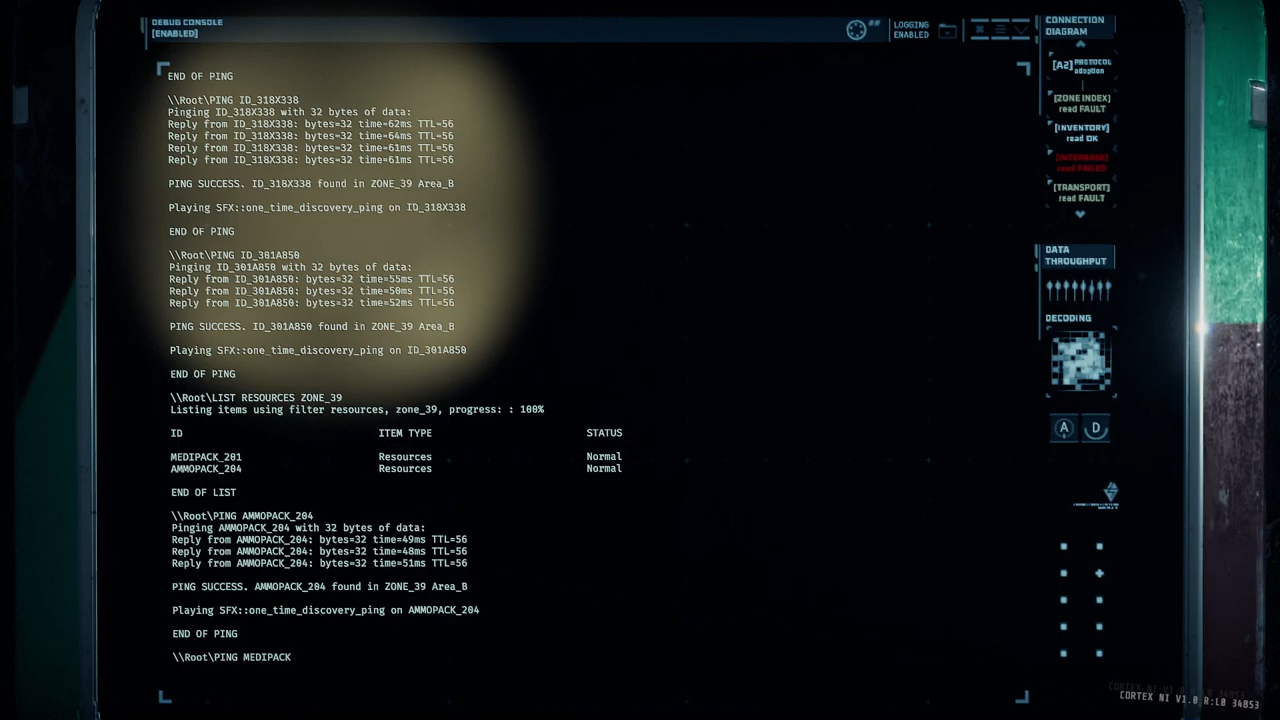 DEBUG CONSOLE
[ENABLED]
LOGGING
ENABLED
CONNECTION
DIAGRAM
END OF PING
\\Root\PING ID_318X338
Pinging ID_318X338 with 32 bytes of data:
Reply from ID_318X338: bytes=32 time=62ms TTL=56
Reply from ID_318X338: bytes=32 time=64ms TTL=56
Reply from ID_318X338: bytes=32 time=61ms TTL=56
Reply from ID_318X338: bytes=32 time=61ms TTL=56
PING SUCCESS. ID_318X338 found in ZONE_39 Area_B
Playing SFX::one_time_discovery_ping on ID_318X338
END OF PING
\\Root\PING ID_301A850
Pinging ID_301A850 with 32 bytes of data:
Reply from ID_301A850: bytes=32 time=55ms TTL=56
Reply from ID_301A850: bytes=32 time=50ms TTL=56
Reply from ID_301A850: bytes=32 time=52ms TTL=56
PING SUCCESS. ID_301A850 found in ZONE_39 Area_B
Playing SFX::one_time_discovery_ping on ID_301A850
END OF PING
\\Root\LIST RESOURCES ZONE_39
Listing items using filter resources, zone_39, progress: : 100%
ID ITEM TYPE STATUS
MEDIPACK_201 Resources Normal
AMMOPACK_204 Resources Normal
END OF LIST
\\Root\PING AMMOPACK_204
Pinging AMMOPACK_204 with 32 bytes of data:
Reply from AMMOPACK_204: bytes=32 time=49ms TTL=56
Reply from AMMOPACK_204: bytes=32 time=48ms TTL=56
Reply from AMMOPACK_204: bytes=32 time=51ms TTL=56
PING SUCCESS. AMMOPACK_204 found in ZONE_39 Area_B
Playing SFX::one_time_discovery_ping on AMMOPACK_204
END OF PING
\\Root\PING MEDIPACK
[A2] PROTOCOL
adaption
[ZONE INDEX]
read FAULT
[INVENTORY]
read OK
read FAILED
[TRANSPORT]
read FAULT
DATA
THROUGHPUT
DECODING
A D
CORTEX NI V1.0 R:L0 34853